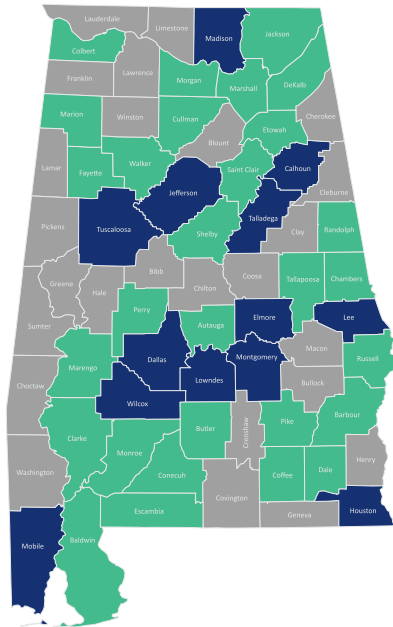 Lauderdale
Limestone
Madison
Jackson
Colbert
Franklin
Lawrence
Morgan
Marshall
DeKalb
Marion
Winston
Cullman
Blount
Etowah
Cherokee
Lamar
Fayette
Walker
Jefferson
Saint Clair
Calhoun
Cleburne
Pickens
Tuscaloosa
Shelby
Talladega
Clay
Randolph
Greene
Hale
Bibb
Chilton
Coosa
Tallapoosa
Chambers
Sumter
Perry
Autauga
Elmore
Lee
Marengo
Dallas
Lowndes
Montgomery
Macon
Russell
Choctaw
Wilcox
Bullock
Clarke
Monroe
Butler
Crenshaw
Pike
Barbour
Washington
Conecuh
Covington
Coffee
Dale
Henry
Escambia
Geneva
Houston
Mobile
Baldwin